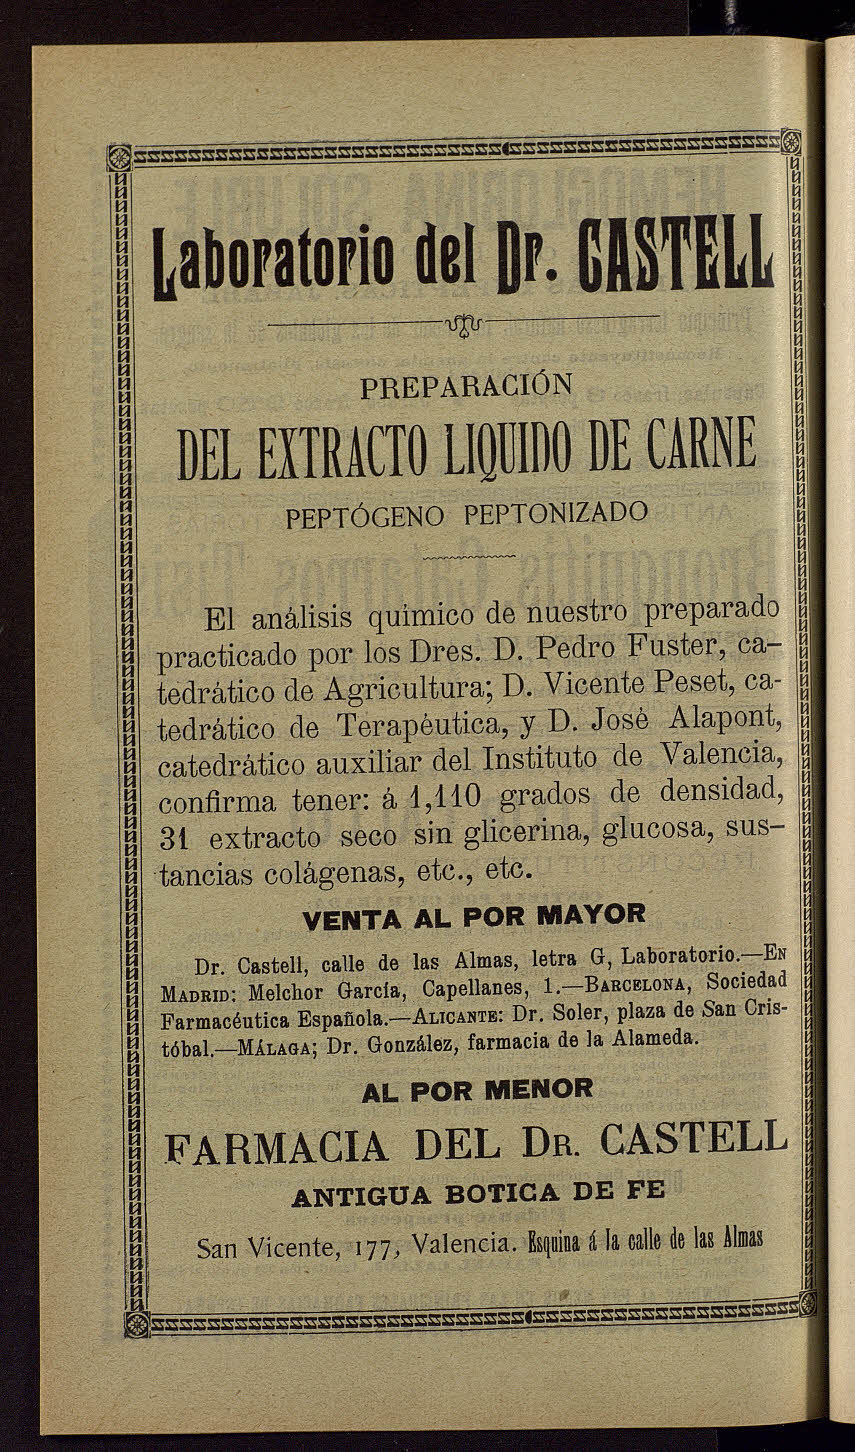 Laboratorio del Dr. CASTELL
PREPARACIÓN
DEL EXTRACTO LIQUIDO DE CARNE
PEPTÓGENO PEPTONIZADO
El análisis químico de nuestro preparado
practicado por los Dres. D. Pedro Fuster, ca-
tedrático de Agricultura; D. Vicente Peset, ca-
tedrático de Terapéutica, y D. José Alapont,
catedrático auxiliar del Instituto de Valencia,
confirma tener: á 1,110 grados de densidad,
31 extracto seco sin glicerina, glucosa, sus-
tancias colágenas, etc., etc.
VENTA AL POR MAYOR
Dr. Castell, calle de las Almas, letra G, Laboratorio.—EN
MADRID: Melchor García, Capellanes, 1.—BARCELONA, Sociedad
Farmacéutica Española.—ALICANTE: Dr. Soler, plaza de San Cris-
tóbal.—MÁLAGA; Dr. González, farmacia de la Alameda.
AL POR MENOR
FARMACIA DEL DR. CASTELL
ANTIGUA BOTICA DE FE
San Vicente, 177, Valencia. Esquina á la calle de las Almas